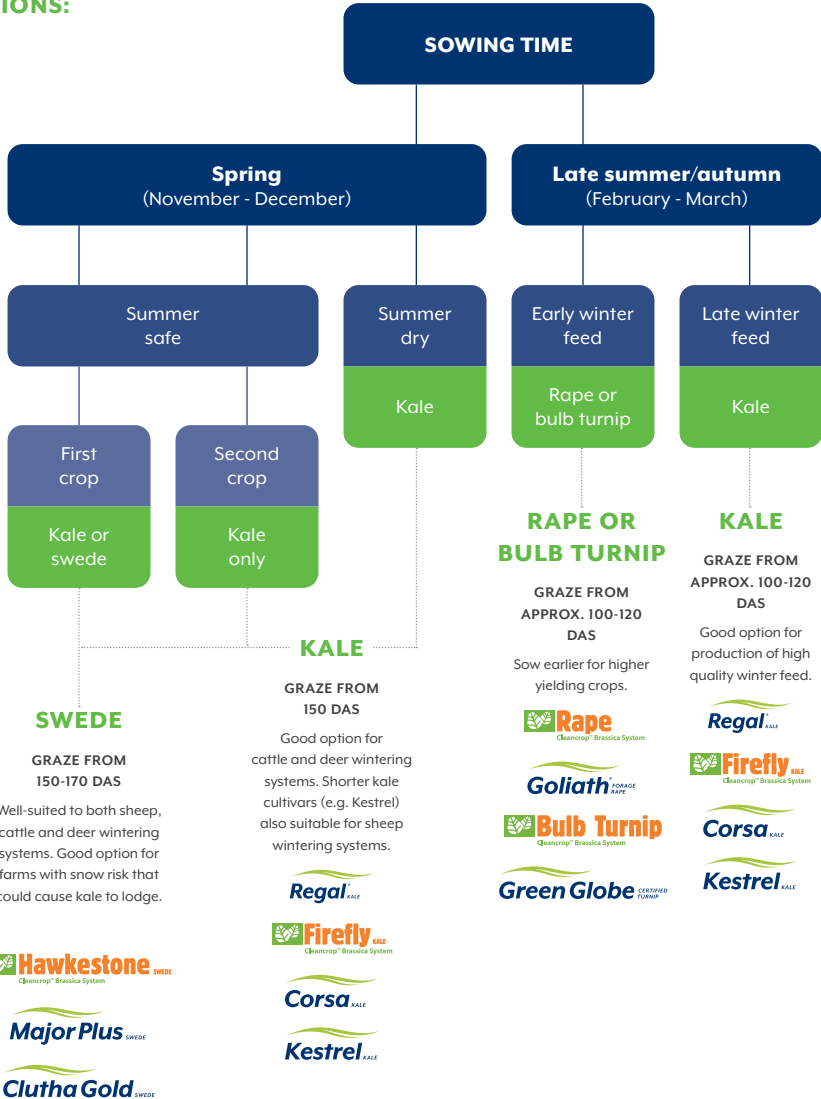 IONS:
SOWING TIME
Spring
(November - December)
Late summer/autumn
(February - March)
Summer
safe
Summer
dry
Kale
Early winter
feed
Rape or
bulb turnip
Late winter
feed
Kale
First
crop
Kale or
swede
Second
crop
Kale
only
SWEDE
GRAZE FROM
150-170 DAS
Well-suited to both sheep,
cattle and deer wintering
systems. Good option for
farms with snow risk that
could cause kale to lodge.
Hawkestone SWEDE
Cleancrop™ Brassica System
Major Plus SWEDE
Clutha Gold SWEDE
KALE
GRAZE FROM
150 DAS
Good option for
cattle and deer wintering
systems. Shorter kale
cultivars (e.g. Kestrel)
also suitable for sheep
wintering systems.
Regal® KALE
Firefly KALE
Cleancrop™ Brassica System
Corsa KALE
Kestrel KALE
RAPE OR
BULB TURNIP
GRAZE FROM
APPROX. 100-120
DAS
Sow earlier for higher
yielding crops.
Rape
Cleancrop™ Brassica System
Goliath® FORAGE RAPE
Bulb Turnip
Cleancrop™ Brassica System
Green Globe CERTIFIED TURNIP
KALE
GRAZE FROM
APPROX. 100-120
DAS
Good option for
production of high
quality winter feed.
Regal® KALE
Firefly KALE
Cleancrop™ Brassica System
Corsa KALE
Kestrel KALE